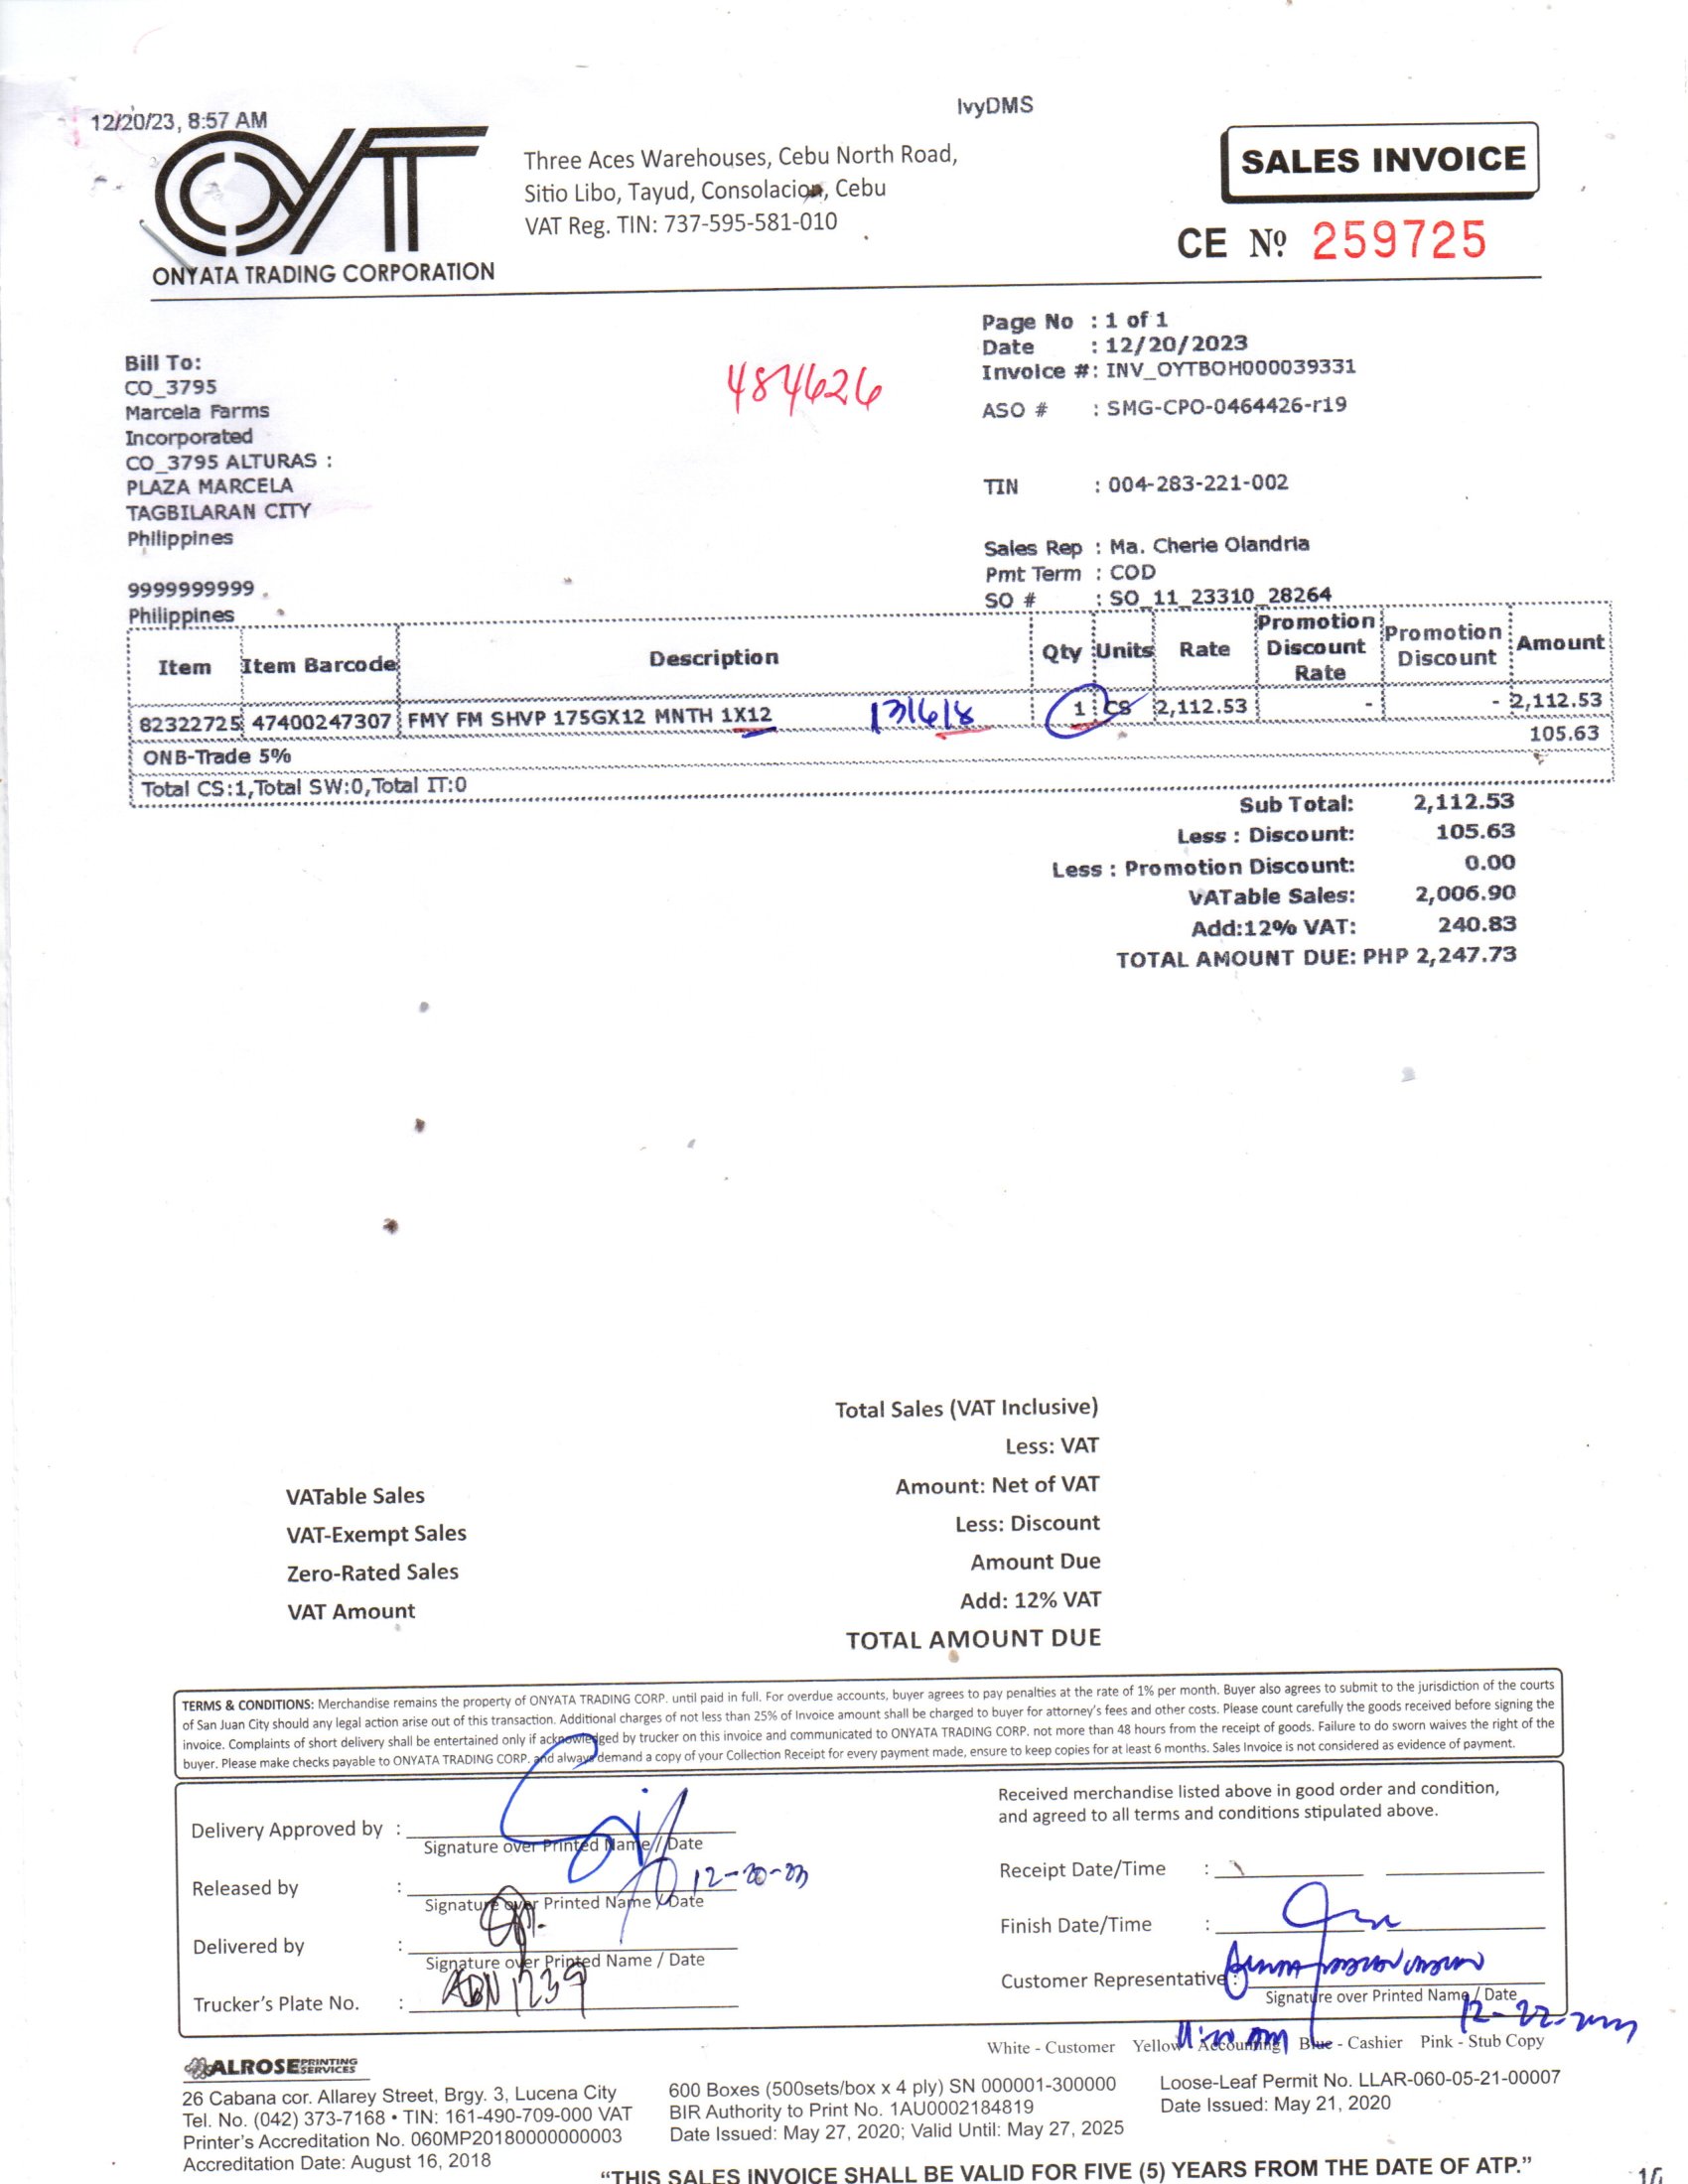 12/20/23, 8:57 AM
IvyDMS
OYT
ONYATA TRADING CORPORATION
Three Aces Warehouses, Cebu North Road,
Sitio Libo, Tayud, Consolacion, Cebu
VAT Reg. TIN: 737-595-581-010
SALES INVOICE
CE Nº 259725
Page No : 1 of 1
Date : 12/20/2023
Invoice #: INV_OYTBOH000039331
ASO # : SMG-CPO-0464426-r19
TIN : 004-283-221-002
Sales Rep : Ma. Cherie Olandria
Pmt Term : COD
SO # : SO_11_23310_28264
Bill To:
CO_3795
Marcela Farms
Incorporated
CO_3795 ALTURAS :
PLAZA MARCELA
TAGBILARAN CITY
Philippines
9999999999
Philippines
484626
Item Item Barcode Description Qty Units Rate Promotion Discount Rate Promotion Discount Amount
82322725 47400247307 FMY FM SHVP 175GX12 MNTH 1X12 131618 1 CS 2,112.53 - - 2,112.53
ONB-Trade 5% 105.63
Total CS:1,Total SW:0,Total IT:0
Sub Total: 2,112.53
Less : Discount: 105.63
Less : Promotion Discount: 0.00
VATable Sales: 2,006.90
Add:12% VAT: 240.83
TOTAL AMOUNT DUE: PHP 2,247.73
Total Sales (VAT Inclusive)
Less: VAT
Amount: Net of VAT
Less: Discount
Amount Due
Add: 12% VAT
TOTAL AMOUNT DUE
VATable Sales
VAT-Exempt Sales
Zero-Rated Sales
VAT Amount
TERMS & CONDITIONS: Merchandise remains the property of ONYATA TRADING CORP. until paid in full. For overdue accounts, buyer agrees to pay penalties at the rate of 1% per month. Buyer also agrees to submit to the jurisdiction of the courts
of San Juan City should any legal action arise out of this transaction. Additional charges of not less than 25% of Invoice amount shall be charged to buyer for attorney's fees and other costs. Please count carefully the goods received before signing the
invoice. Complaints of short delivery shall be entertained only if acknowledged by trucker on this invoice and communicated to ONYATA TRADING CORP. not more than 48 hours from the receipt of goods. Failure to do sworn waives the right of the
buyer. Please make checks payable to ONYATA TRADING CORP. and always demand a copy of your Collection Receipt for every payment made, ensure to keep copies for at least 6 months. Sales Invoice is not considered as evidence of payment.
Delivery Approved by :
Signature over Printed Name / Date
Released by : 12-20-23
Signature over Printed Name / Date
Delivered by :
Signature over Printed Name / Date
Trucker's Plate No. : ABN 1239
Received merchandise listed above in good order and condition,
and agreed to all terms and conditions stipulated above.
Receipt Date/Time :
Finish Date/Time :
Customer Representative :
Signature over Printed Name / Date
White - Customer Yellow - Accounting Blue - Cashier Pink - Stub Copy
ALROSE PRINTING SERVICES
26 Cabana cor. Allarey Street, Brgy. 3, Lucena City
Tel. No. (042) 373-7168 • TIN: 161-490-709-000 VAT
Printer's Accreditation No. 060MP20180000000003
Accreditation Date: August 16, 2018
600 Boxes (500sets/box x 4 ply) SN 000001-300000
BIR Authority to Print No. 1AU0002184819
Date Issued: May 27, 2020; Valid Until: May 27, 2025
Loose-Leaf Permit No. LLAR-060-05-21-00007
Date Issued: May 21, 2020
"THIS SALES INVOICE SHALL BE VALID FOR FIVE (5) YEARS FROM THE DATE OF ATP."